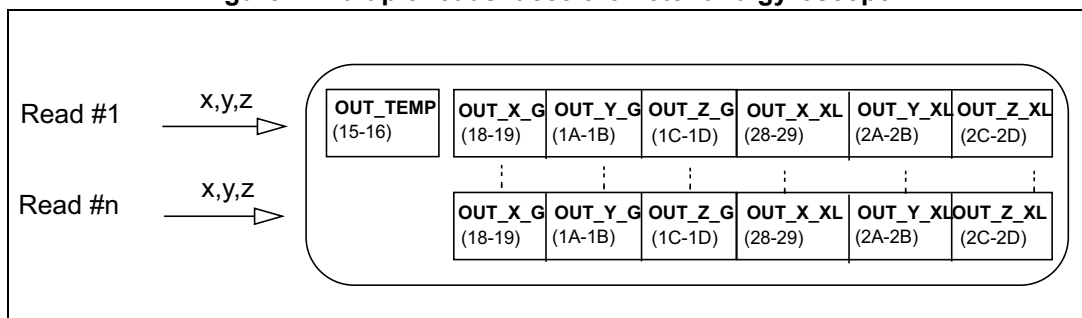 Read #1
x,y,z
OUT_TEMP OUT_X_G OUT_Y_G OUT_Z_G OUT_X_XL OUT_Y_XL OUT_Z_XL
(15-16) (18-19) (1A-1B) (1C-1D) (28-29) (2A-2B) (2C-2D)
Read #n
x,y,z
OUT_X_G OUT_Y_G OUT_Z_G OUT_X_XL OUT_Y_XL OUT_Z_XL
(18-19) (1A-1B) (1C-1D) (28-29) (2A-2B) (2C-2D)